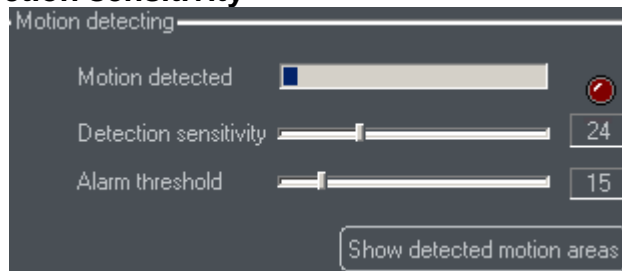 Motion detecting
Motion detected
Detection sensitivity 24
Alarm threshold 15
Show detected motion areas